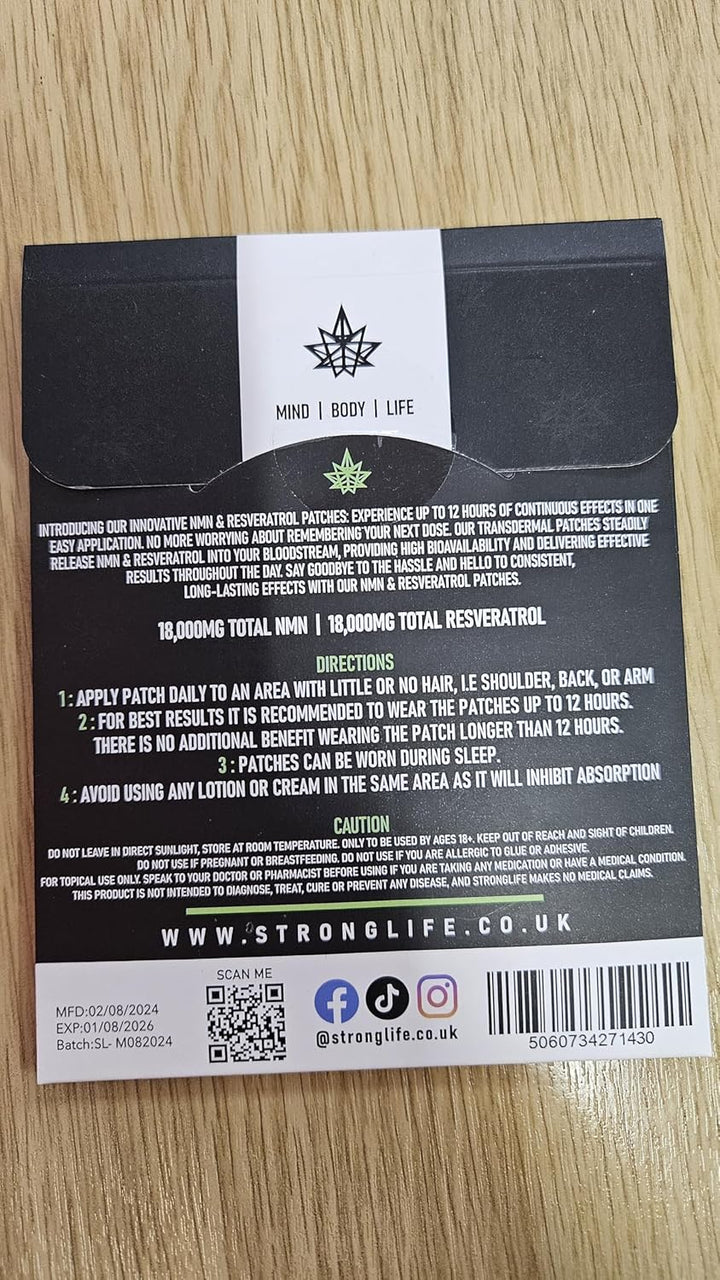 MIND | BODY | LIFE
INTRODUCING OUR INNOVATIVE NMN & RESVERATROL PATCHES: EXPERIENCE UP TO 12 HOURS OF CONTINUOUS EFFECTS IN ONE
EASY APPLICATION. NO MORE WORRYING ABOUT REMEMBERING YOUR NEXT DOSE. OUR TRANSDERMAL PATCHES STEADILY
RELEASE NMN & RESVERATROL INTO YOUR BLOODSTREAM, PROVIDING HIGH BIOAVAILABILITY AND DELIVERING EFFECTIVE
RESULTS THROUGHOUT THE DAY. SAY GOODBYE TO THE HASSLE AND HELLO TO CONSISTENT,
LONG-LASTING EFFECTS WITH OUR NMN & RESVERATROL PATCHES.
18,000MG TOTAL NMN | 18,000MG TOTAL RESVERATROL
DIRECTIONS
1: APPLY PATCH DAILY TO AN AREA WITH LITTLE OR NO HAIR, I.E SHOULDER, BACK, OR ARM
2: FOR BEST RESULTS IT IS RECOMMENDED TO WEAR THE PATCHES UP TO 12 HOURS.
THERE IS NO ADDITIONAL BENEFIT WEARING THE PATCH LONGER THAN 12 HOURS.
3: PATCHES CAN BE WORN DURING SLEEP.
4: AVOID USING ANY LOTION OR CREAM IN THE SAME AREA AS IT WILL INHIBIT ABSORPTION
CAUTION
DO NOT LEAVE IN DIRECT SUNLIGHT, STORE AT ROOM TEMPERATURE. ONLY TO BE USED BY AGES 18+. KEEP OUT OF REACH AND SIGHT OF CHILDREN.
DO NOT USE IF PREGNANT OR BREASTFEEDING. DO NOT USE IF YOU ARE ALLERGIC TO GLUE OR ADHESIVE.
FOR TOPICAL USE ONLY. SPEAK TO YOUR DOCTOR OR PHARMACIST BEFORE USING IF YOU ARE TAKING ANY MEDICATION OR HAVE A MEDICAL CONDITION.
THIS PRODUCT IS NOT INTENDED TO DIAGNOSE, TREAT, CURE OR PREVENT ANY DISEASE, AND STRONGLIFE MAKES NO MEDICAL CLAIMS.
WWW.STRONGLIFE.CO.UK
MFD:02/08/2024
EXP:01/08/2026
Batch:SL- M082024
SCAN ME
@stronglife.co.uk
5060734271430